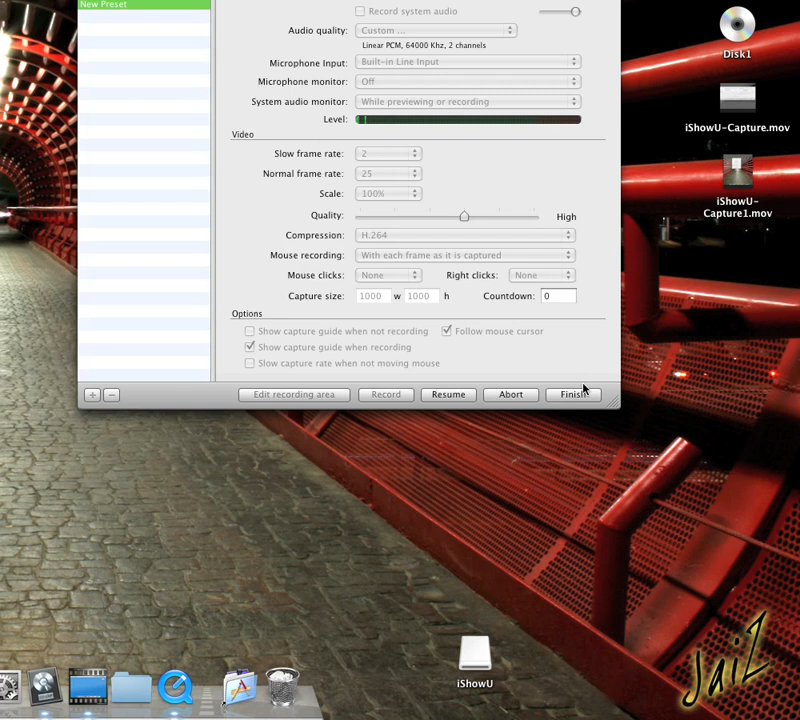 New Preset
Record system audio
Audio quality: Custom ...
Linear PCM, 64000 Khz, 2 channels
Microphone Input: Built-in Line Input
Microphone monitor: Off
System audio monitor: While previewing or recording
Level:
Video
Slow frame rate: 2
Normal frame rate: 25
Scale: 100%
Quality: High
Compression: H.264
Mouse recording: With each frame as it is captured
Mouse clicks: None Right clicks: None
Capture size: 1000 w 1000 h Countdown: 0
Options
Show capture guide when not recording Follow mouse cursor
Show capture guide when recording
Slow capture rate when not moving mouse
+ − Edit recording area Record Resume Abort Finish
Disk1
iShowU-Capture.mov
iShowU-
Capture1.mov
iShowU
JaiZ